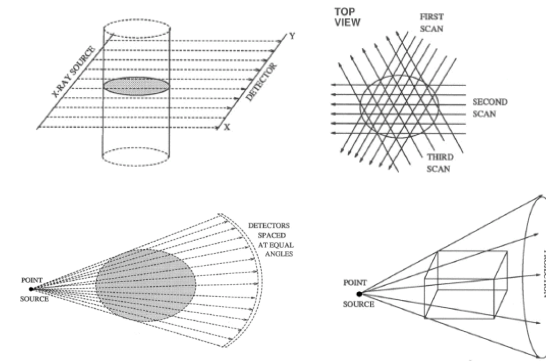 X-RAY SOURCE
Y
DETECTOR
X
TOP
VIEW
FIRST
SCAN
SECOND
SCAN
THIRD
SCAN
POINT
SOURCE
DETECTORS
SPACED
AT EQUAL
ANGLES
POINT
SOURCE